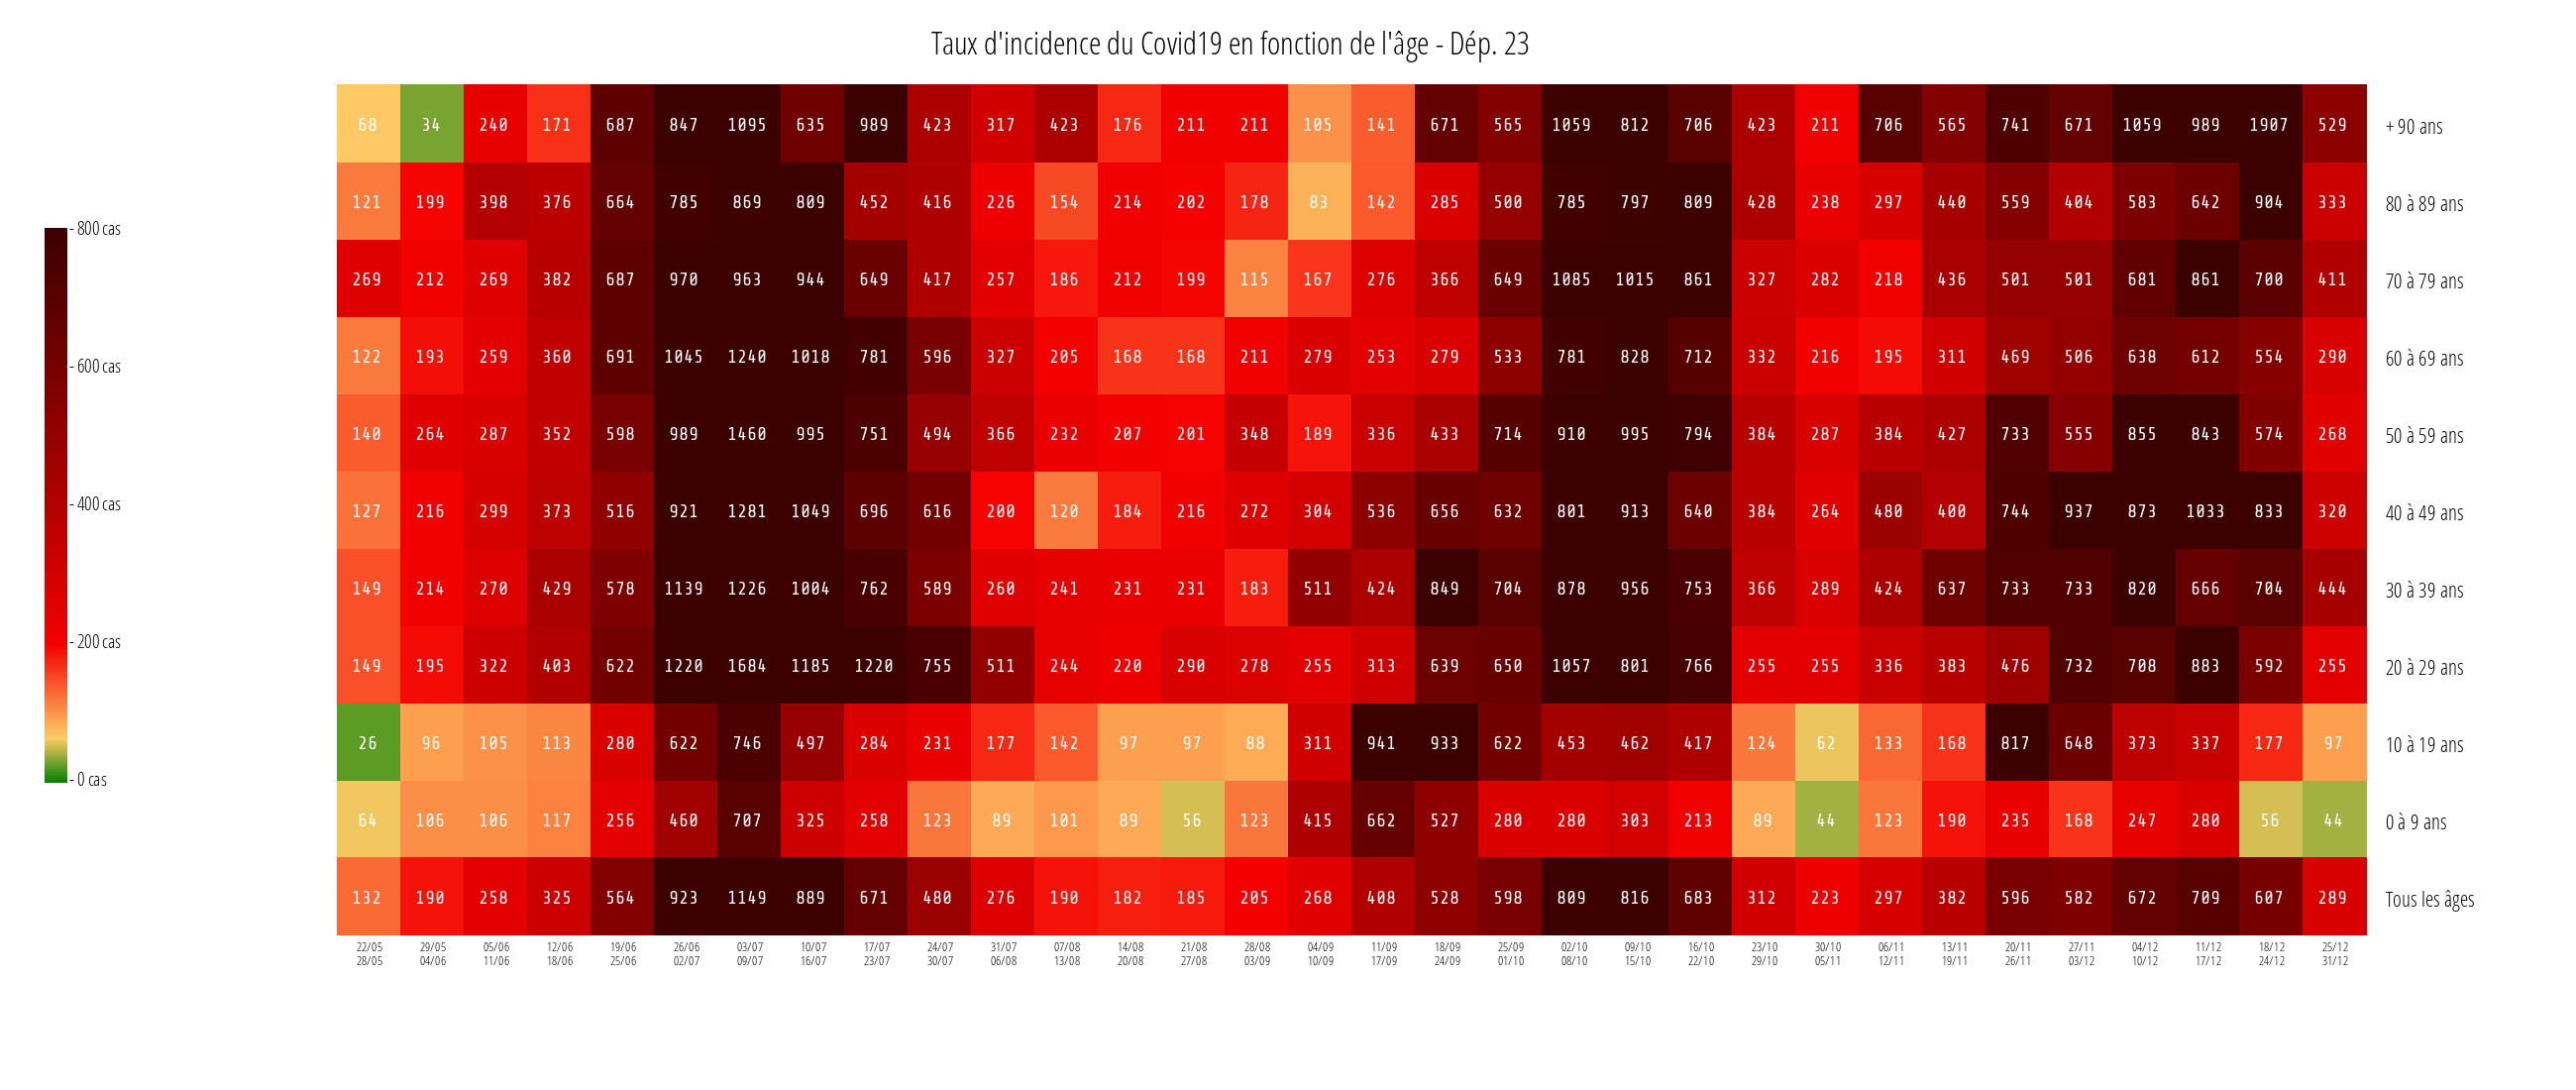 Taux d'incidence du Covid19 en fonction de l'âge - Dép. 23
68 34 240 171 687 847 1095 635 989 423 317 423 176 211 211 105 141 671 565 1059 812 706 423 211 706 565 741 671 1059 989 1907 529 + 90 ans
121 199 398 376 664 785 869 809 452 416 226 154 214 202 178 83 142 285 500 785 797 809 428 238 297 440 559 404 583 642 904 333 80 à 89 ans
- 800 cas
269 212 269 382 687 970 963 944 649 417 257 186 212 199 115 167 276 366 649 1085 1015 861 327 282 218 436 501 501 681 861 700 411 70 à 79 ans
122 193 259 360 691 1045 1240 1018 781 596 327 205 168 168 211 279 253 279 533 781 828 712 332 216 195 311 469 506 638 612 554 290 60 à 69 ans
- 600 cas
140 264 287 352 598 989 1460 995 751 494 366 232 207 201 348 189 336 433 714 910 995 794 384 287 384 427 733 555 855 843 574 268 50 à 59 ans
- 400 cas
127 216 299 373 516 921 1281 1049 696 616 200 120 184 216 272 304 536 656 632 801 913 640 384 264 480 400 744 937 873 1033 833 320 40 à 49 ans
149 214 270 429 578 1139 1226 1004 762 589 260 241 231 231 183 511 424 849 704 878 956 753 366 289 424 637 733 733 820 666 704 444 30 à 39 ans
- 200 cas
149 195 322 403 622 1220 1684 1185 1220 755 511 244 220 290 278 255 313 639 650 1057 801 766 255 255 336 383 476 732 708 883 592 255 20 à 29 ans
26 96 105 113 280 622 746 497 284 231 177 142 97 97 88 311 941 933 622 453 462 417 124 62 133 168 817 648 373 337 177 97 10 à 19 ans
- 0 cas
64 106 106 117 256 460 707 325 258 123 89 101 89 56 123 415 662 527 280 280 303 213 89 44 123 190 235 168 247 280 56 44 0 à 9 ans
132 190 258 325 564 923 1149 889 671 480 276 190 182 185 205 268 408 528 598 809 816 683 312 223 297 382 596 582 672 709 607 289 Tous les âges
22/05 29/05 05/06 12/06 19/06 26/06 03/07 10/07 17/07 24/07 31/07 07/08 14/08 21/08 28/08 04/09 11/09 18/09 25/09 02/10 09/10 16/10 23/10 30/10 06/11 13/11 20/11 27/11 04/12 11/12 18/12 25/12
28/05 04/06 11/06 18/06 25/06 02/07 09/07 16/07 23/07 30/07 06/08 13/08 20/08 27/08 03/09 10/09 17/09 24/09 01/10 08/10 15/10 22/10 29/10 05/11 12/11 19/11 26/11 03/12 10/12 17/12 24/12 31/12